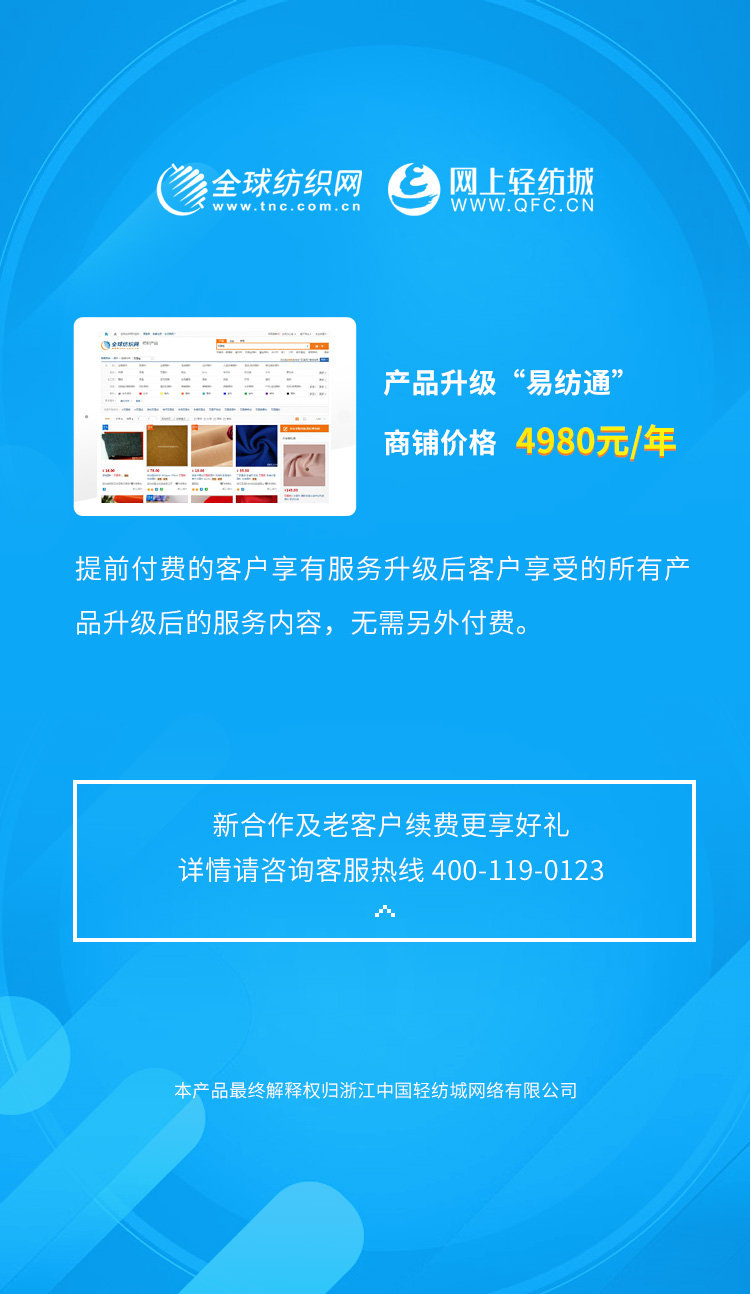 全球纺织网
www.tnc.com.cn
网上轻纺城
WWW.QFC.CN
全球纺织网
产品升级“易纺通”
商铺价格 4980元/年
提前付费的客户享有服务升级后客户享受的所有产
品升级后的服务内容，无需另外付费。
新合作及老客户续费更享好礼
详情请咨询客服热线 400-119-0123
本产品最终解释权归浙江中国轻纺城网络有限公司